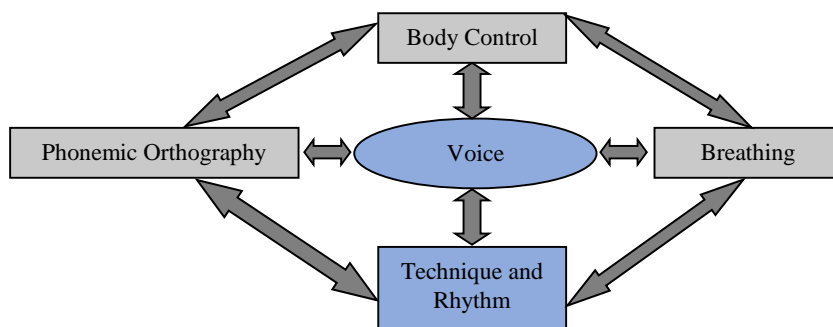 Body Control
Phonemic Orthography
Voice
Breathing
Technique and
Rhythm